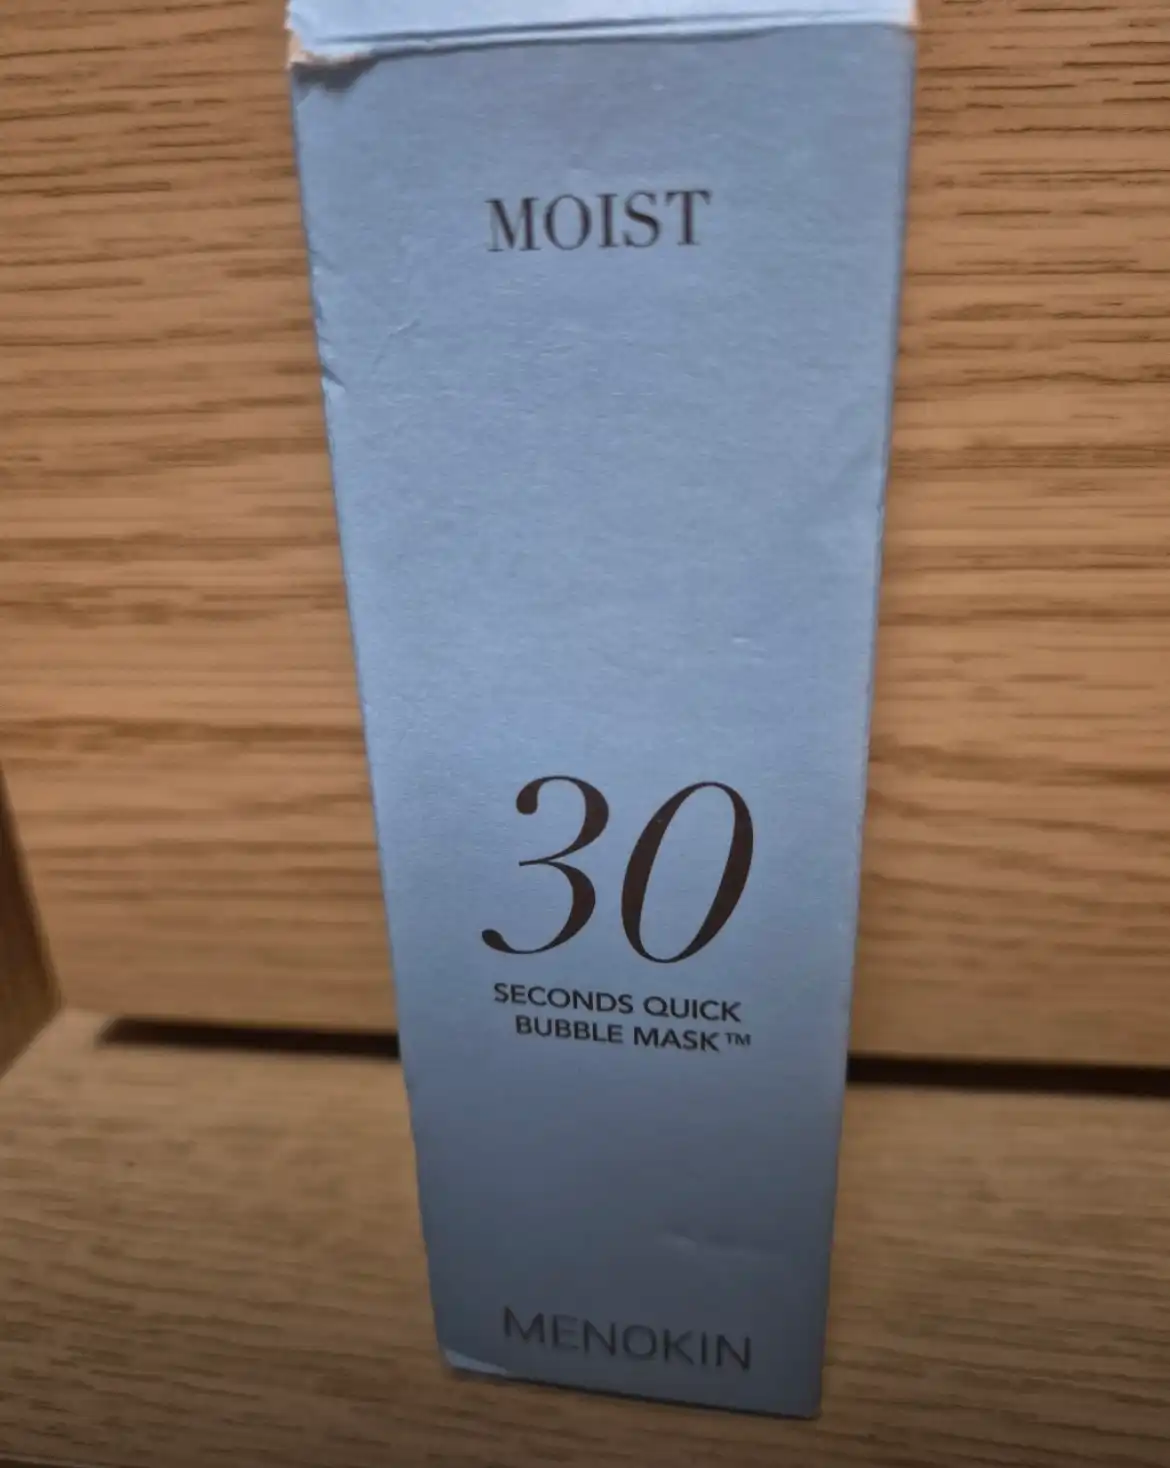 MOIST
30
SECONDS QUICK
BUBBLE MASK™
MENOKIN